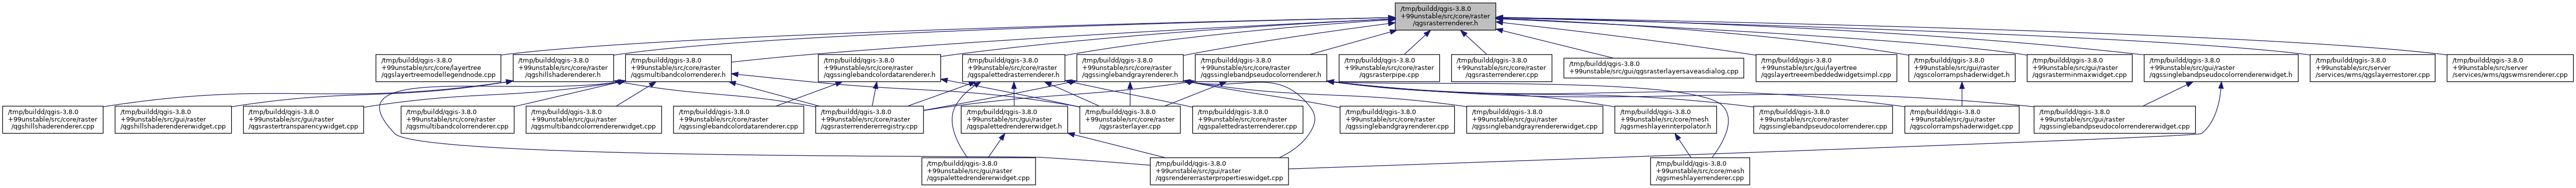 /tmp/buildd/qgis-3.8.0
+99unstable/src/core/raster
/qgsrasterrenderer.h
/tmp/buildd/qgis-3.8.0
+99unstable/src/core/layertree
/qgslayertreemodellegendnode.cpp
/tmp/buildd/qgis-3.8.0
+99unstable/src/core/raster
/qgshillshaderenderer.h
/tmp/buildd/qgis-3.8.0
+99unstable/src/core/raster
/qgsmultibandcolorrenderer.h
/tmp/buildd/qgis-3.8.0
+99unstable/src/core/raster
/qgssinglebandcolordatarenderer.h
/tmp/buildd/qgis-3.8.0
+99unstable/src/core/raster
/qgspalettedrasterrenderer.h
/tmp/buildd/qgis-3.8.0
+99unstable/src/core/raster
/qgssinglebandgrayrenderer.h
/tmp/buildd/qgis-3.8.0
+99unstable/src/core/raster
/qgssinglebandpseudocolorrenderer.h
/tmp/buildd/qgis-3.8.0
+99unstable/src/core/raster
/qgsrasterpipe.cpp
/tmp/buildd/qgis-3.8.0
+99unstable/src/core/raster
/qgsrasterrenderer.cpp
/tmp/buildd/qgis-3.8.0
+99unstable/src/gui/qgsrasterlayersaveasdialog.cpp
/tmp/buildd/qgis-3.8.0
+99unstable/src/gui/layertree
/qgslayertreeembeddedwidgetsimpl.cpp
/tmp/buildd/qgis-3.8.0
+99unstable/src/gui/raster
/qgscolorrampshaderwidget.h
/tmp/buildd/qgis-3.8.0
+99unstable/src/gui/raster
/qgsrasterminmaxwidget.cpp
/tmp/buildd/qgis-3.8.0
+99unstable/src/gui/raster
/qgssinglebandpseudocolorrendererwidget.h
/tmp/buildd/qgis-3.8.0
+99unstable/src/server
/services/wms/qgslayerrestorer.cpp
/tmp/buildd/qgis-3.8.0
+99unstable/src/server
/services/wms/qgswmsrenderer.cpp
/tmp/buildd/qgis-3.8.0
+99unstable/src/core/raster
/qgshillshaderenderer.cpp
/tmp/buildd/qgis-3.8.0
+99unstable/src/gui/raster
/qgshillshaderendererwidget.cpp
/tmp/buildd/qgis-3.8.0
+99unstable/src/gui/raster
/qgsrastertransparencywidget.cpp
/tmp/buildd/qgis-3.8.0
+99unstable/src/core/raster
/qgsmultibandcolorrenderer.cpp
/tmp/buildd/qgis-3.8.0
+99unstable/src/gui/raster
/qgsmultibandcolorrendererwidget.cpp
/tmp/buildd/qgis-3.8.0
+99unstable/src/core/raster
/qgssinglebandcolordatarenderer.cpp
/tmp/buildd/qgis-3.8.0
+99unstable/src/core/raster
/qgsrasterrendererregistry.cpp
/tmp/buildd/qgis-3.8.0
+99unstable/src/gui/raster
/qgspalettedrendererwidget.h
/tmp/buildd/qgis-3.8.0
+99unstable/src/core/raster
/qgsrasterlayer.cpp
/tmp/buildd/qgis-3.8.0
+99unstable/src/core/raster
/qgspalettedrasterrenderer.cpp
/tmp/buildd/qgis-3.8.0
+99unstable/src/core/raster
/qgssinglebandgrayrenderer.cpp
/tmp/buildd/qgis-3.8.0
+99unstable/src/gui/raster
/qgssinglebandgrayrendererwidget.cpp
/tmp/buildd/qgis-3.8.0
+99unstable/src/core/mesh
/qgsmeshlayerinterpolator.h
/tmp/buildd/qgis-3.8.0
+99unstable/src/core/raster
/qgssinglebandpseudocolorrenderer.cpp
/tmp/buildd/qgis-3.8.0
+99unstable/src/gui/raster
/qgscolorrampshaderwidget.cpp
/tmp/buildd/qgis-3.8.0
+99unstable/src/gui/raster
/qgssinglebandpseudocolorrendererwidget.cpp
/tmp/buildd/qgis-3.8.0
+99unstable/src/gui/raster
/qgspalettedrendererwidget.cpp
/tmp/buildd/qgis-3.8.0
+99unstable/src/gui/raster
/qgsrendererrasterpropertieswidget.cpp
/tmp/buildd/qgis-3.8.0
+99unstable/src/core/mesh
/qgsmeshlayerrenderer.cpp